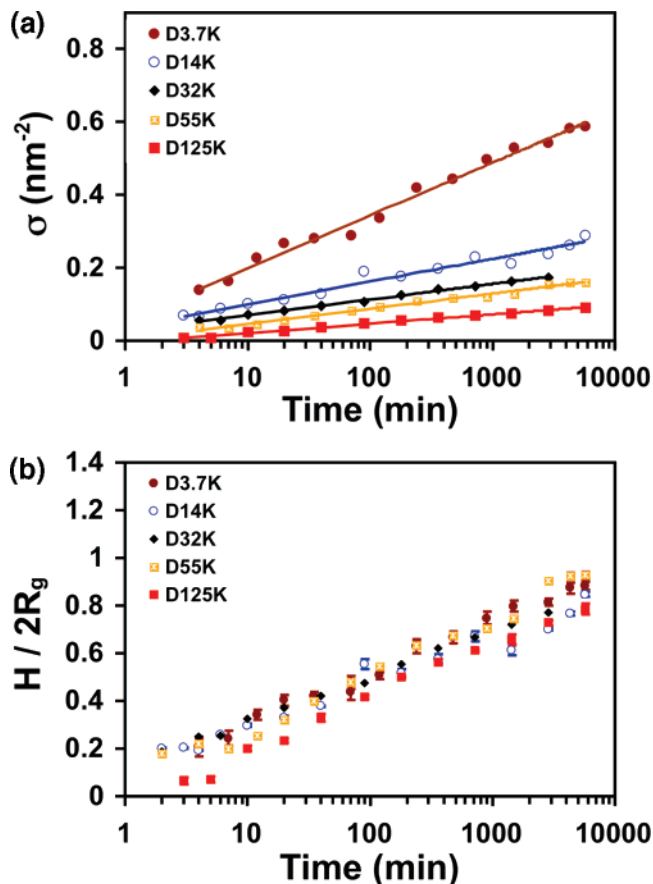 (a)
D3.7K
D14K
D32K
D55K
D125K
σ (nm⁻²)
0.8
0.6
0.4
0.2
0
1
10
100
1000
10000
Time (min)
(b)
D3.7K
D14K
D32K
D55K
D125K
H / 2Rg
1.4
1.2
1
0.8
0.6
0.4
0.2
0
1
10
100
1000
10000
Time (min)